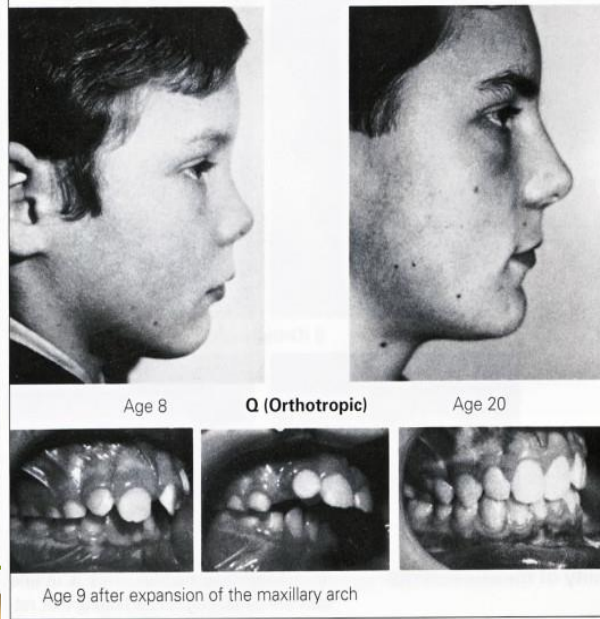 Age 8 Q (Orthotropic) Age 20
Age 9 after expansion of the maxillary arch